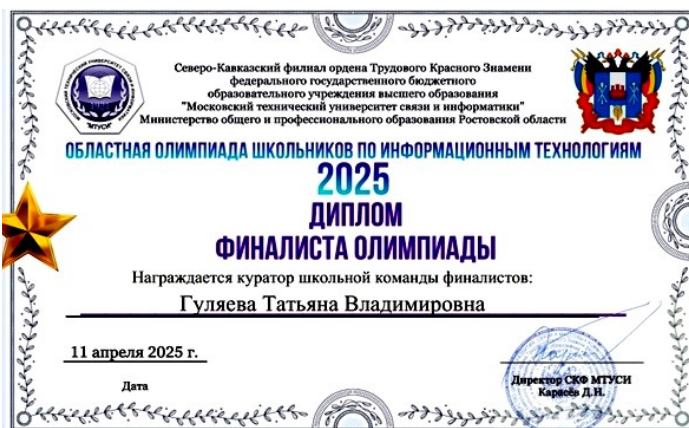 Северо-Кавказский филиал ордена Трудового Красного Знамени
федерального государственного бюджетного
образовательного учреждения высшего образования
"Московский технический университет связи и информатики"
Министерство общего и профессионального образования Ростовской области
ОБЛАСТНАЯ ОЛИМПИАДА ШКОЛЬНИКОВ ПО ИНФОРМАЦИОННЫМ ТЕХНОЛОГИЯМ
2025
ДИПЛОМ
ФИНАЛИСТА ОЛИМПИАДЫ
Награждается куратор школьной команды финалистов:
Гуляева Татьяна Владимировна
11 апреля 2025 г.
Дата
Директор СКФ МТУСИ
Карасёв Д.Н.
"МТУСИ"